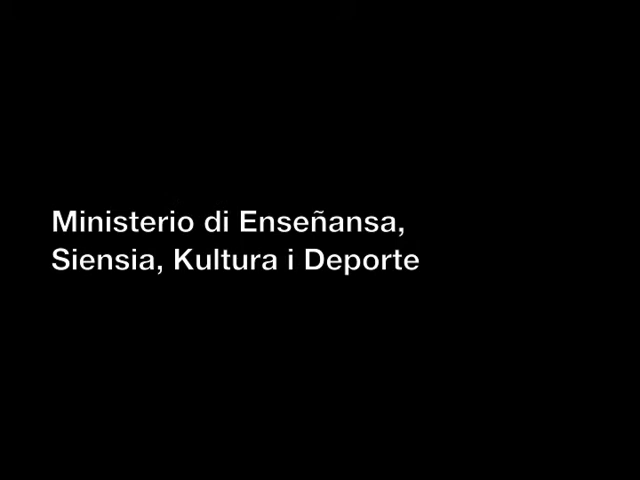 Ministerio di Enseñansa,
Siensia, Kultura i Deporte